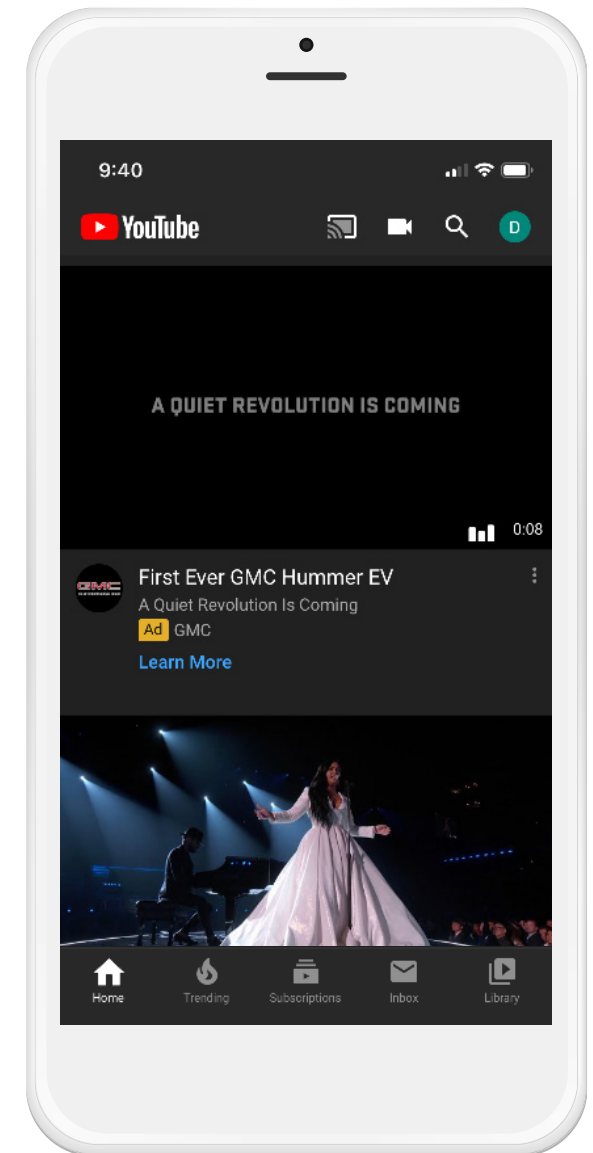 9:40
YouTube
D
A QUIET REVOLUTION IS COMING
0:08
GMC
First Ever GMC Hummer EV
A Quiet Revolution Is Coming
Ad GMC
Learn More
Home Trending Subscriptions Inbox Library